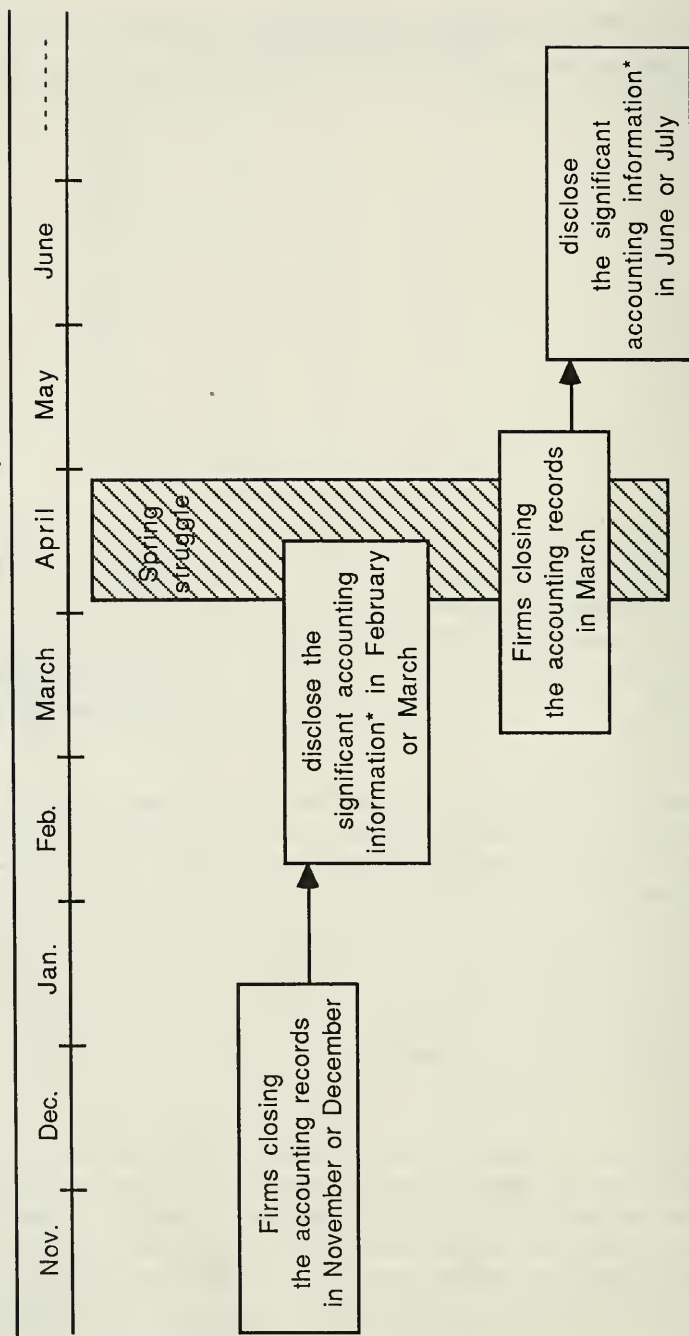 Nov. Dec. Jan. Feb. March April May June -------
Spring
struggle
Firms closing
the accounting records
in November or December
disclose the
significant accounting
information* in February
or March
Firms closing
the accounting records
in March
disclose
the significant
accounting information*
in June or July